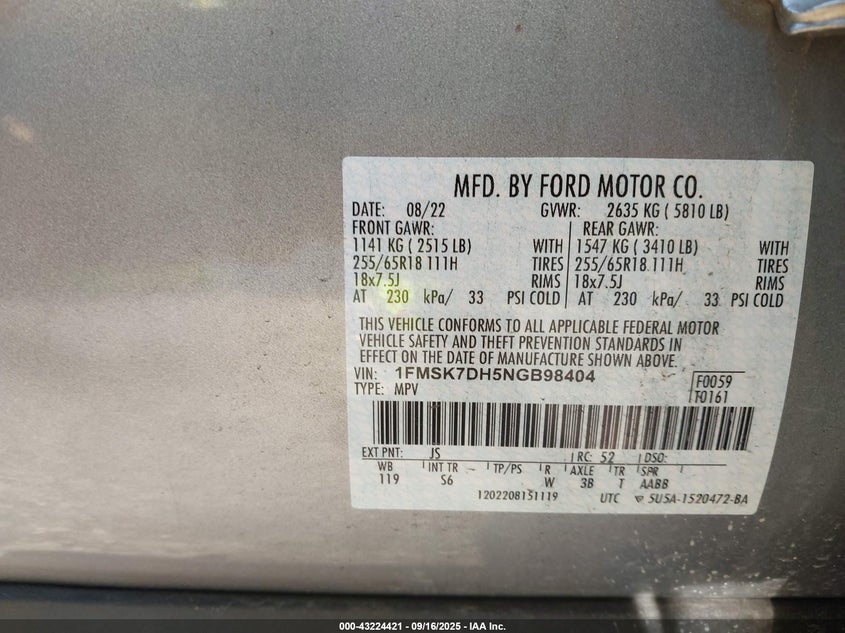 MFD. BY FORD MOTOR CO.
DATE: 08/22 GVWR: 2635 KG ( 5810 LB)
FRONT GAWR: REAR GAWR:
1141 KG ( 2515 LB) WITH 1547 KG ( 3410 LB) WITH
255/65R18 111H TIRES 255/65R18 111H TIRES
18x7.5J RIMS 18x7.5J RIMS
AT 230 kPa/ 33 PSI COLD AT 230 kPa/ 33 PSI COLD
THIS VEHICLE CONFORMS TO ALL APPLICABLE FEDERAL MOTOR
VEHICLE SAFETY AND THEFT PREVENTION STANDARDS IN
EFFECT ON THE DATE OF MANUFACTURE SHOWN ABOVE.
VIN: 1FMSK7DH5NGB98404
TYPE: MPV
F0059
T0161
EXT PNT: JS RC: 52 DSO:
WB INT TR TP/PS R AXLE TR SPR
119 S6 W 3B T AABB
1202208151119 UTC 5U5A-1520472-BA
000-43224421 - 09/16/2025 - IAA Inc.